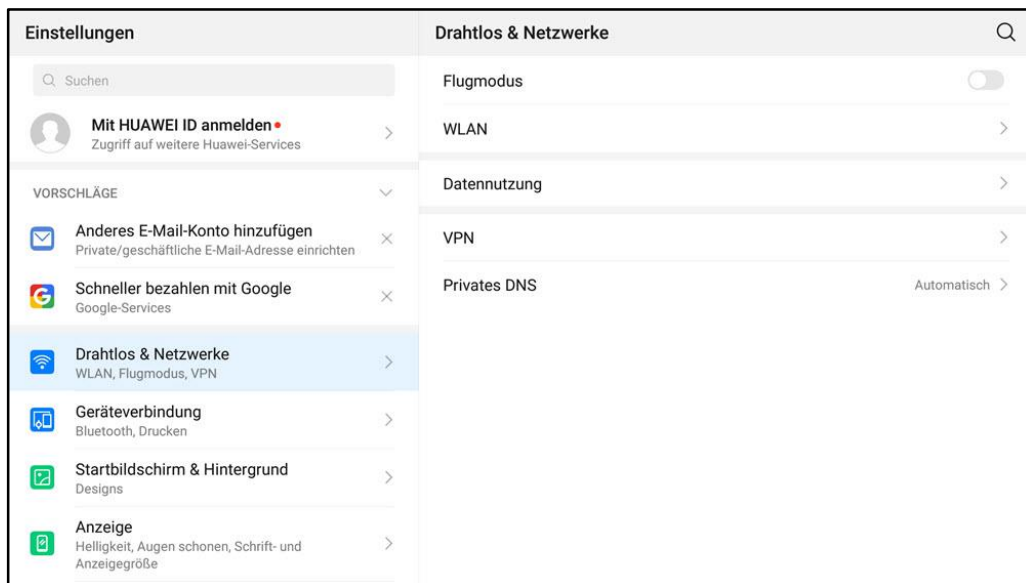 Einstellungen
Suchen
Mit HUAWEI ID anmelden
Zugriff auf weitere Huawei-Services
VORSCHLÄGE
Anderes E-Mail-Konto hinzufügen
Private/geschäftliche E-Mail-Adresse einrichten
Schneller bezahlen mit Google
Google-Services
Drahtlos & Netzwerke
WLAN, Flugmodus, VPN
Geräteverbindung
Bluetooth, Drucken
Startbildschirm & Hintergrund
Designs
Anzeige
Helligkeit, Augen schonen, Schrift- und
Anzeigegröße
Drahtlos & Netzwerke
Flugmodus
WLAN
Datennutzung
VPN
Privates DNS Automatisch